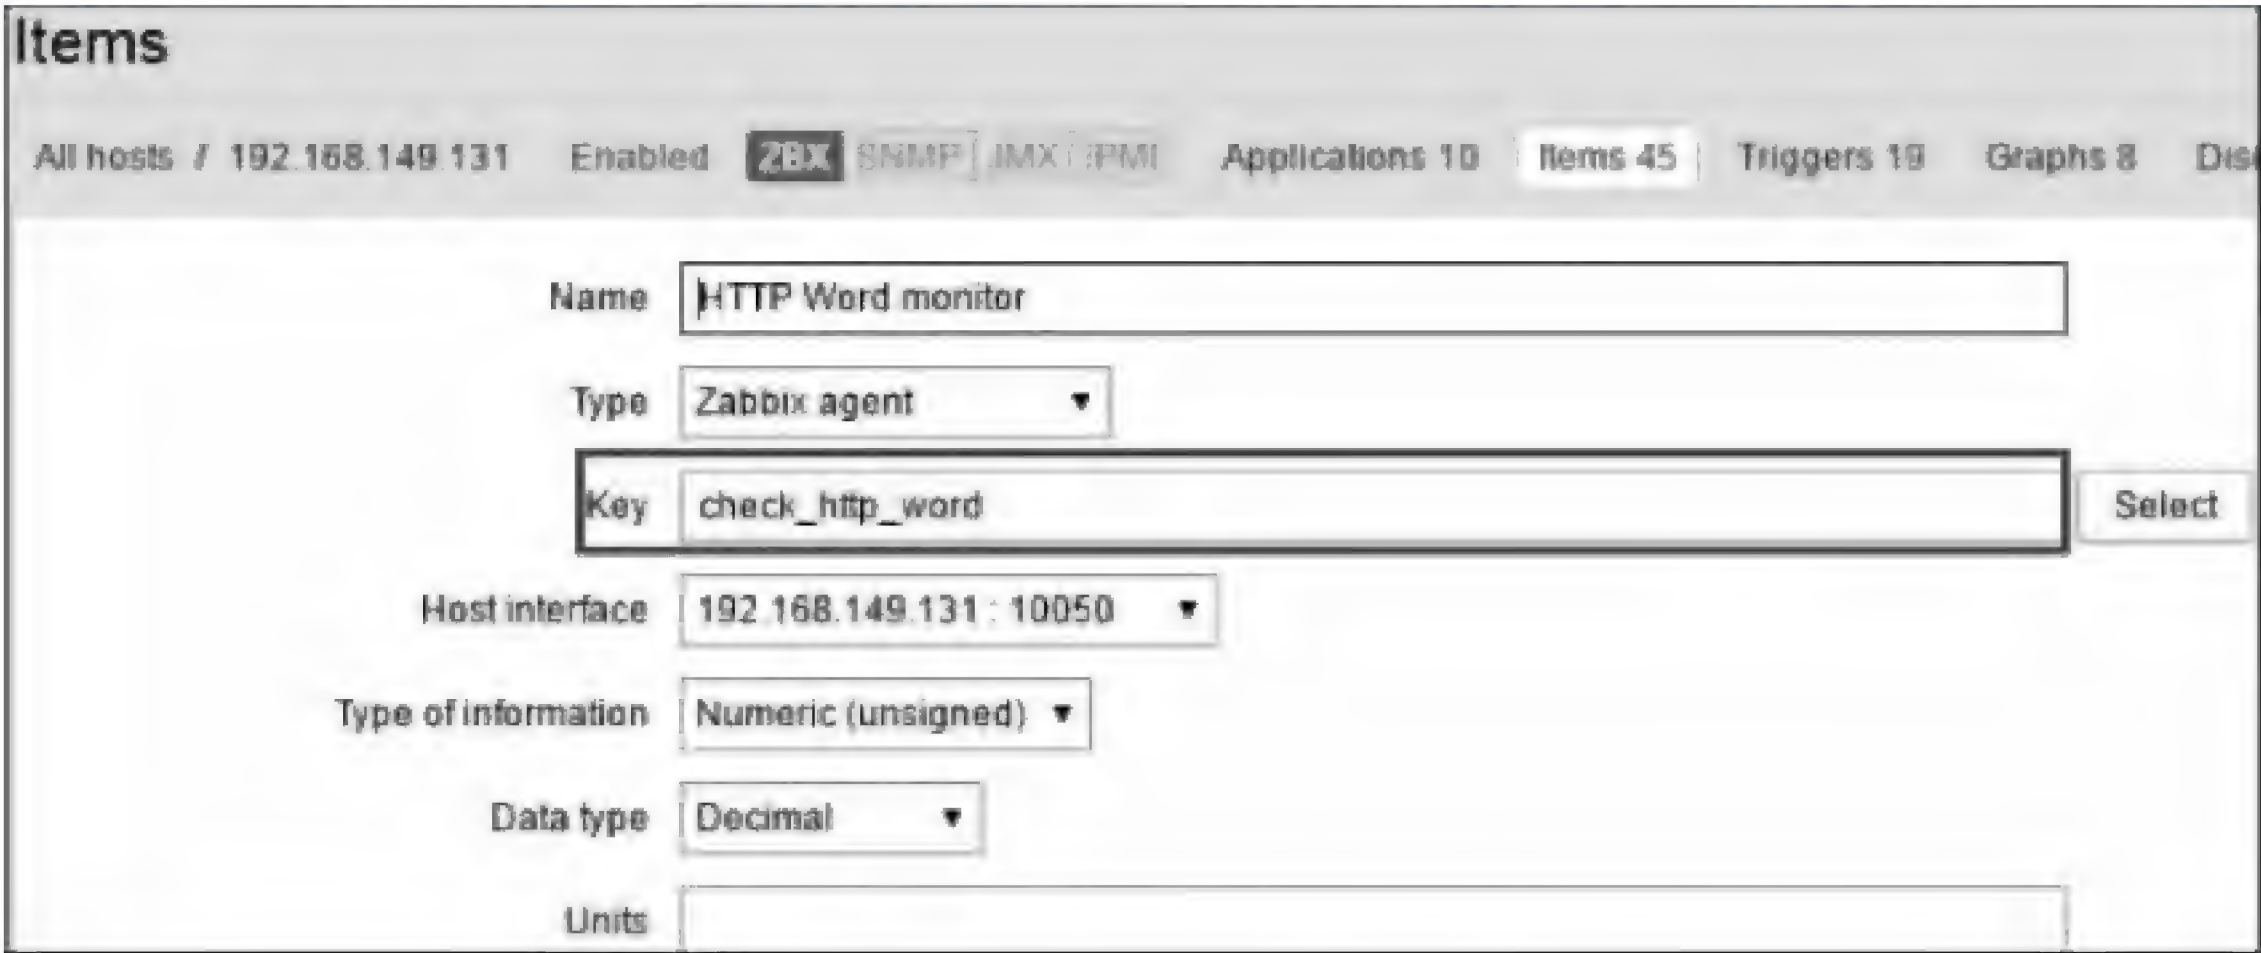 Items
All hosts / 192.168.149.131 Enabled ZBX SNMP JMX IPMI Applications 10 Items 45 Triggers 19 Graphs 8 Dis
Name HTTP Word monitor
Type Zabbix agent
Key check_http_word Select
Host interface 192.168.149.131 : 10050
Type of information Numeric (unsigned)
Data type Decimal
Units